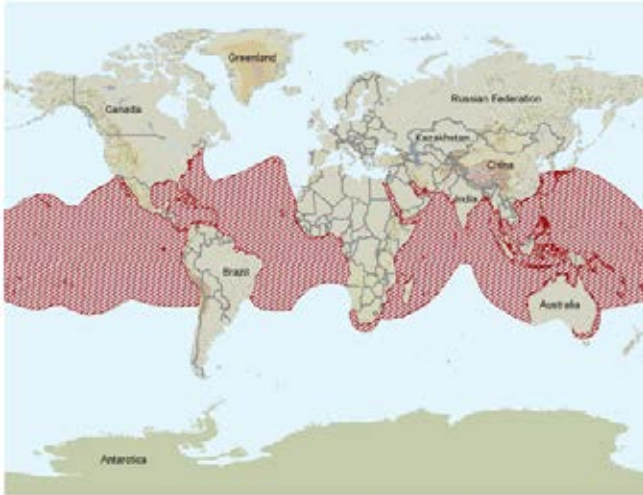 Greenland
Canada
Russian Federation
Kazakhstan
China
India
Brazil
Australia
Antarctica